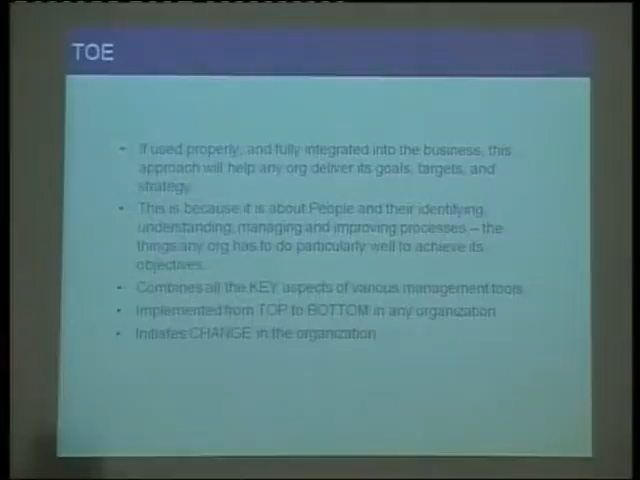 TOE
• If used properly, and fully integrated into the business, this
approach will help any org deliver its goals, targets, and
strategy.
• This is because it is about People and their identifying,
understanding, managing and improving processes – the
things any org has to do particularly well to achieve its
objectives.
• Combines all the KEY aspects of various management tools
• Implemented from TOP to BOTTOM in any organization
• Initiates CHANGE in the organization